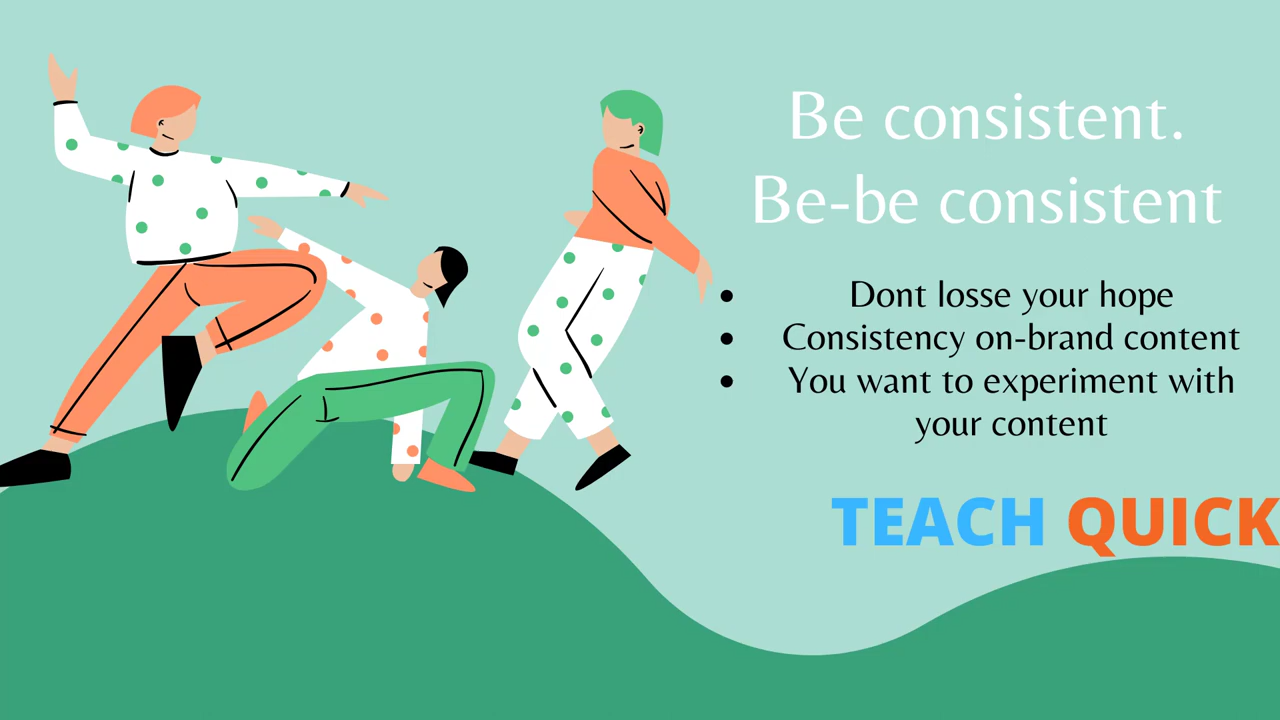 Be consistent.
Be-be consistent
• Dont losse your hope
• Consistency on-brand content
• You want to experiment with
your content
TEACH QUICK